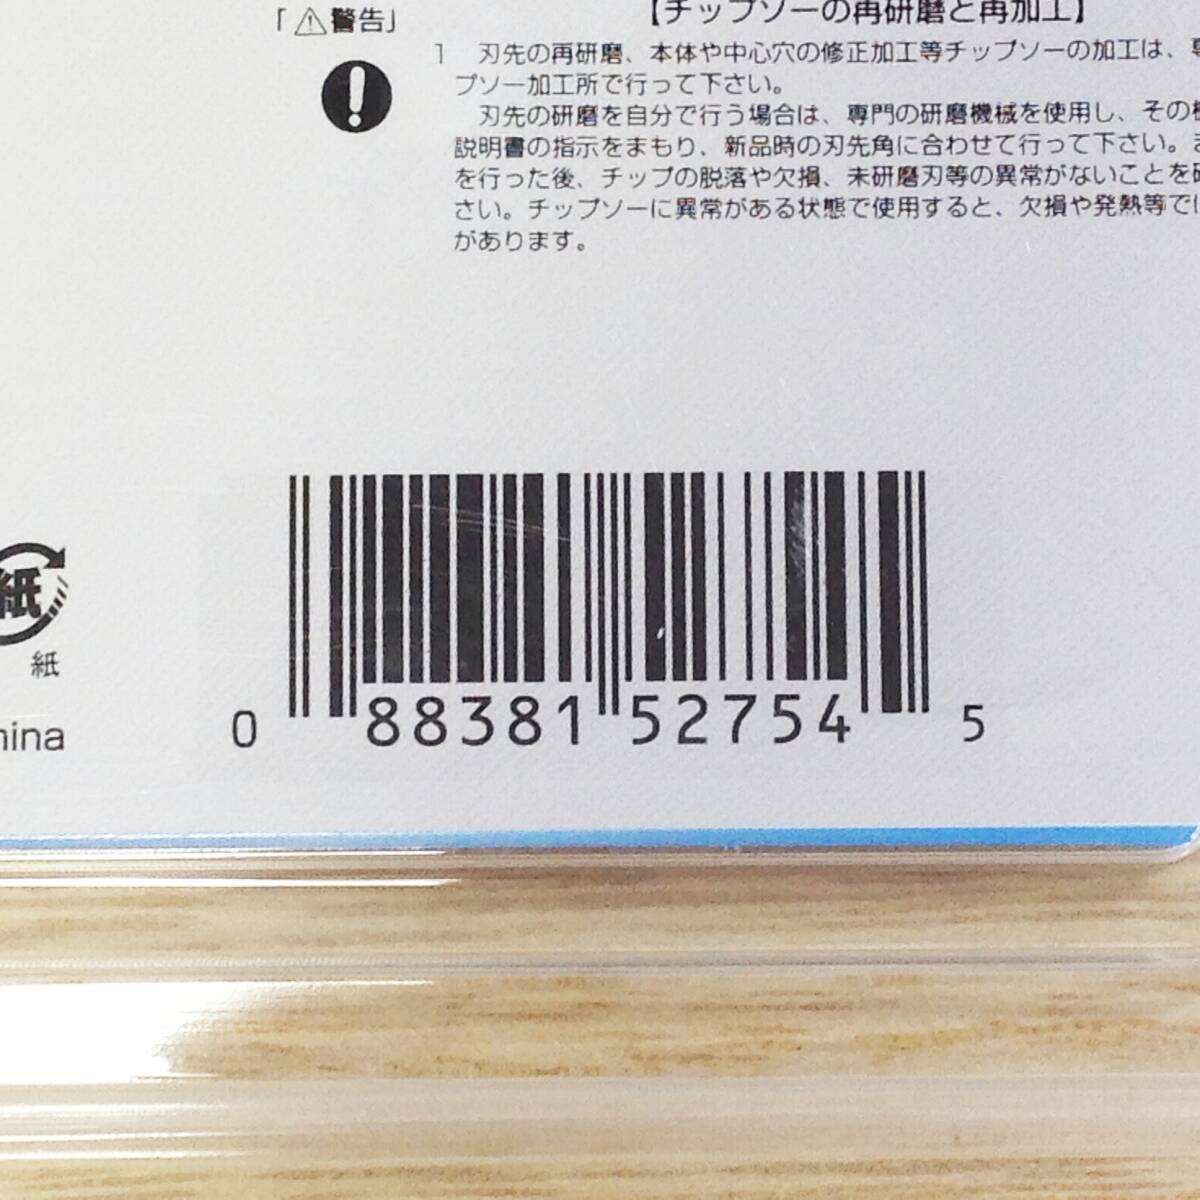 「⚠警告」
【チップソーの再研磨と再加工】
1 刃先の再研磨、本体や中心穴の修正加工等チップソーの加工は、
プソー加工所で行って下さい。
刃先の研磨を自分で行う場合は、専門の研磨機械を使用し、その
説明書の指示をまもり、新品時の刃先角に合わせて行って下さい。
を行った後、チップの脱落や欠損、未研磨刃等の異常がないことを
さい。チップソーに異常がある状態で使用すると、欠損や発熱等で
があります。
紙
紙
hina
0 88381 52754 5